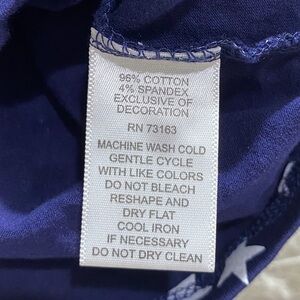 96% COTTON
4% SPANDEX
EXCLUSIVE OF
DECORATION
RN 73163
MACHINE WASH COLD
GENTLE CYCLE
WITH LIKE COLORS
DO NOT BLEACH
RESHAPE AND
DRY FLAT
COOL IRON
IF NECESSARY
DO NOT DRY CLEAN